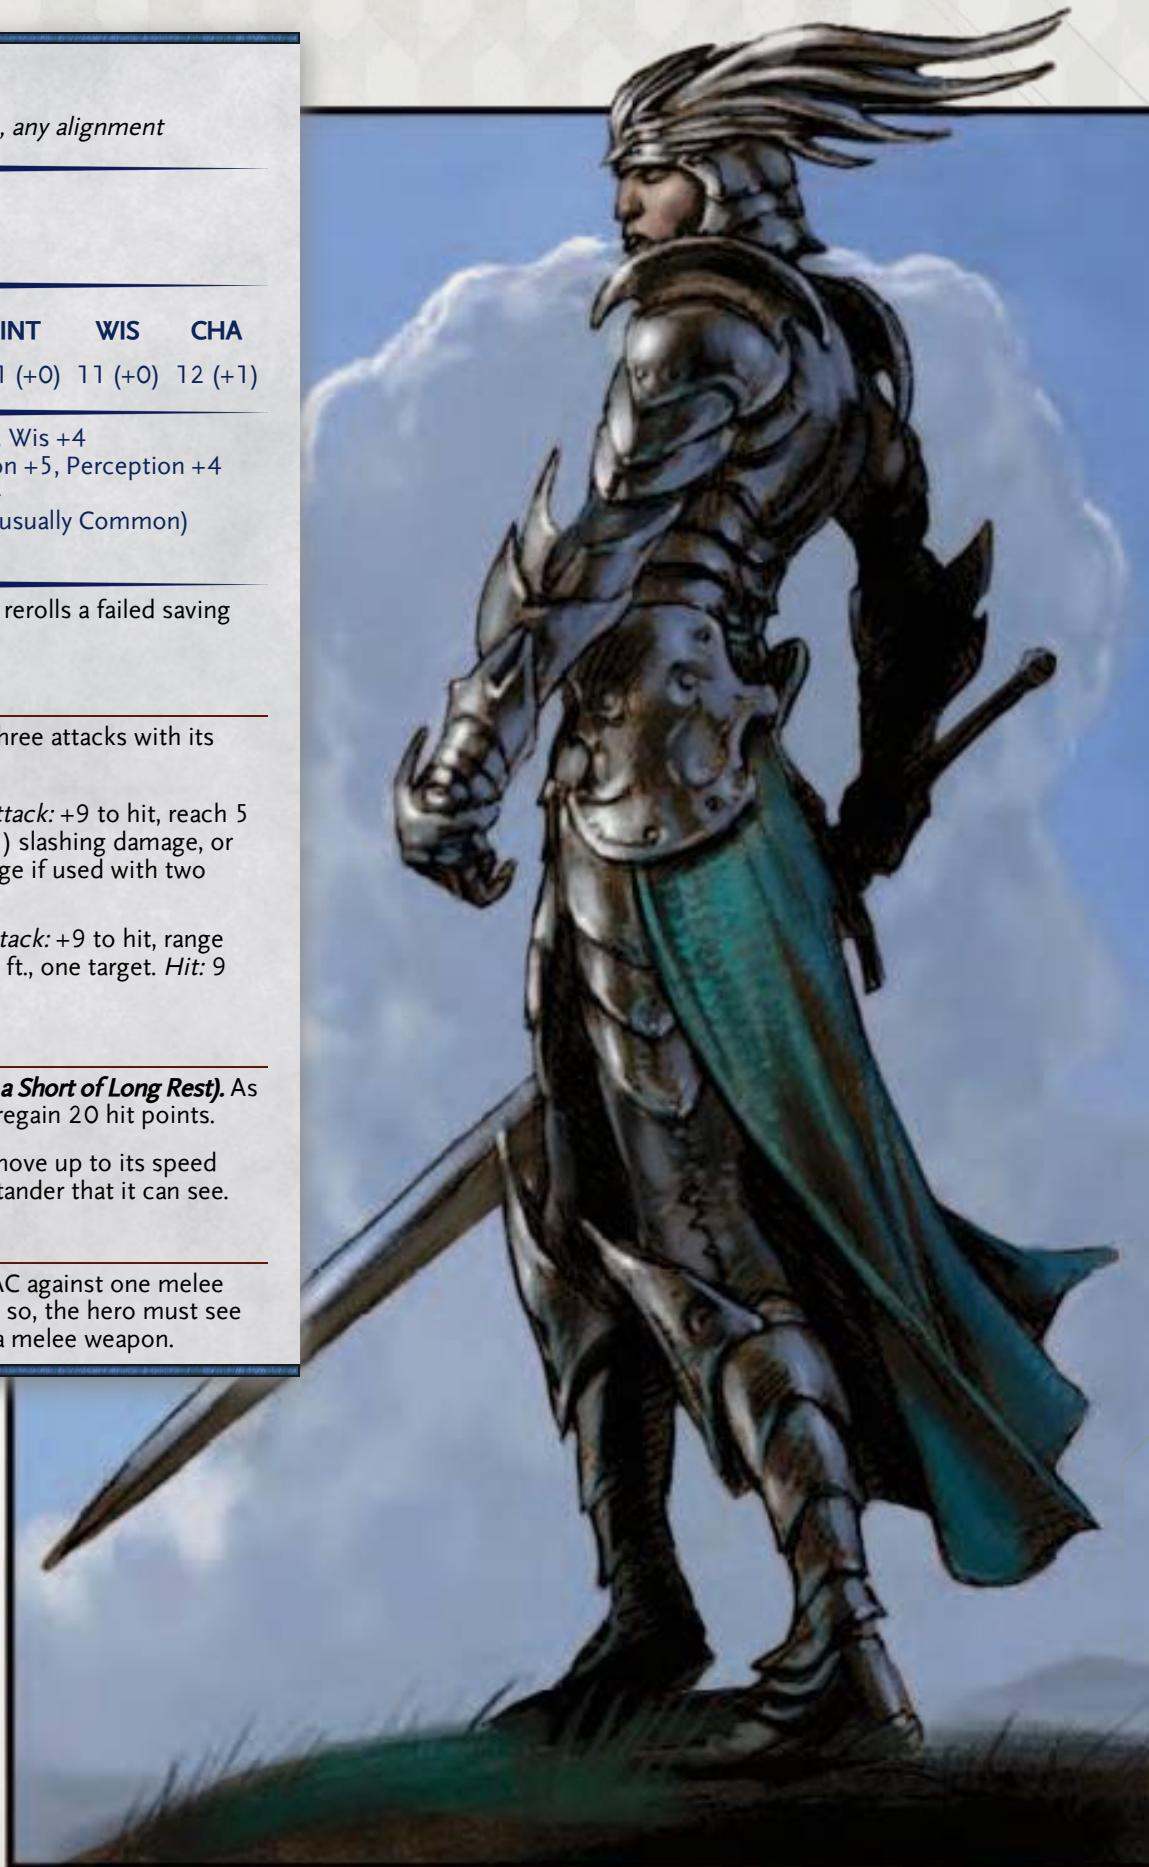 , any alignment
INT WIS CHA
1 (+0) 11 (+0) 12 (+1)
Wis +4
on +5, Perception +4
usually Common)
rerolls a failed saving
hree attacks with its
ttack: +9 to hit, reach 5
) slashing damage, or
ge if used with two
tack: +9 to hit, range
ft., one target. Hit: 9
a Short of Long Rest). As
regain 20 hit points.
move up to its speed
tander that it can see.
AC against one melee
so, the hero must see
a melee weapon.